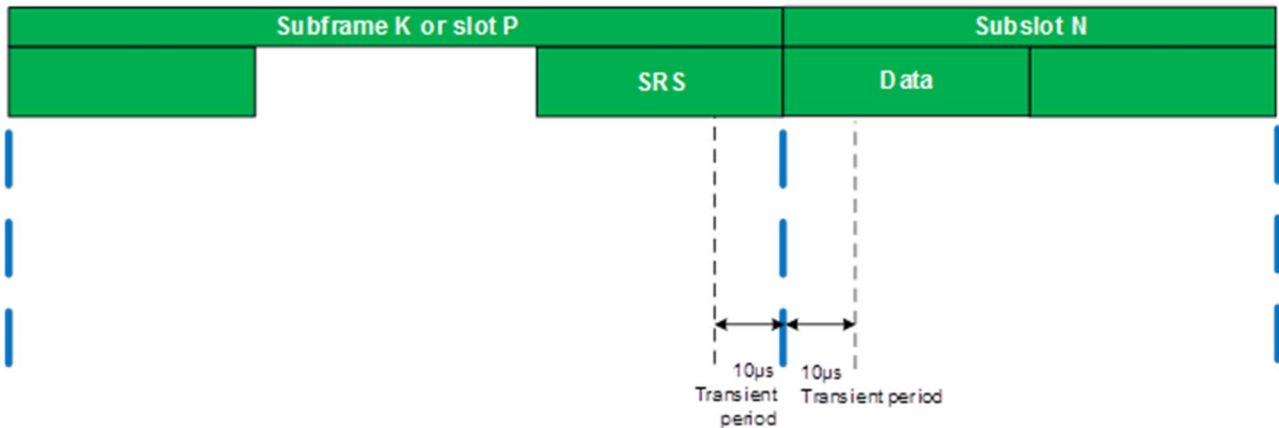 Subframe K or slot P
Subslot N
SRS
Data
10µs
Transient
period
10µs
Transient period